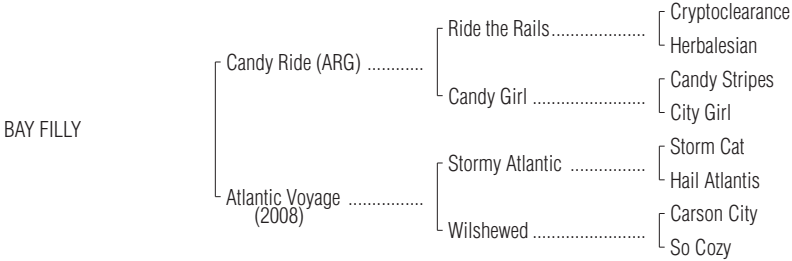 Cryptoclearance
Ride the Rails.....................
Herbalesian
Candy Ride (ARG) ............
Candy Stripes
Candy Girl .........................
City Girl
BAY FILLY
Storm Cat
Stormy Atlantic ................
Hail Atlantis
Atlantic Voyage ................
(2008)
Carson City
Wilshewed .........................
So Cozy